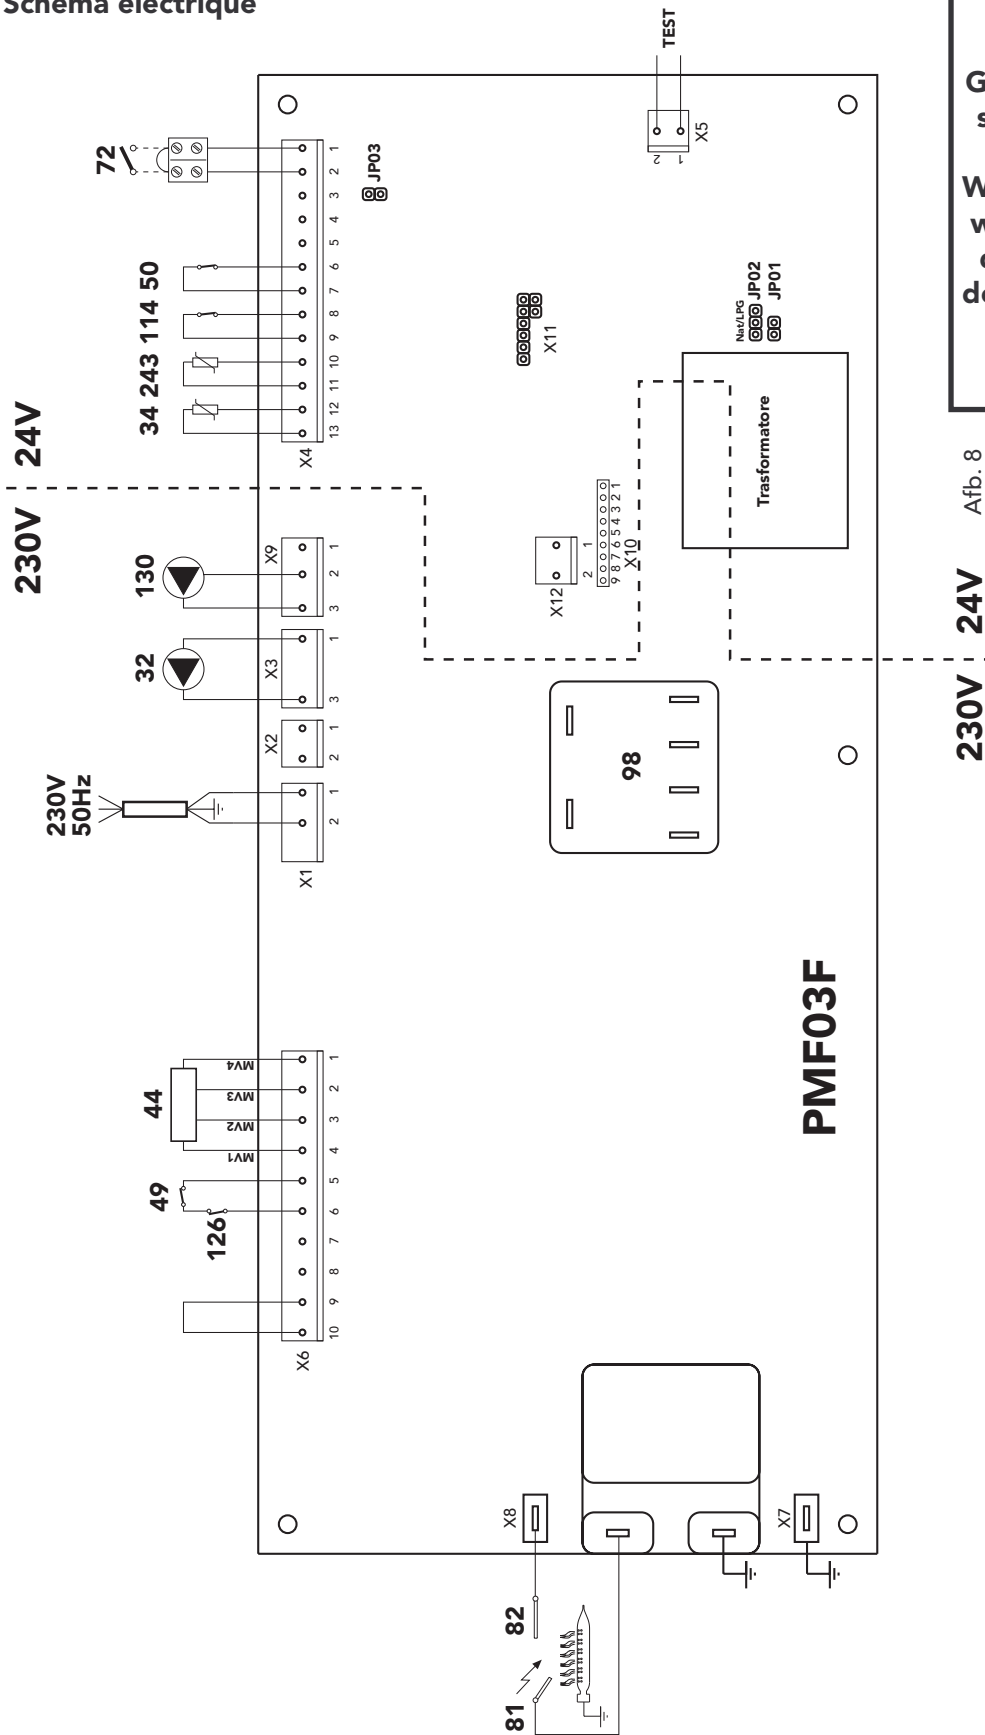 Schéma électrique
TEST
72
X5
2
1
JP03
1 2 3 4 5 6 7 8 9 10 11 12 13
X4
34 243 114 50
24V
230V
Nat/LPG
JP02
JP01
X11
Trasformatore
X12
2 1
9 8 7 6 5 4 3 2 1
X10
130
X9
1 2 3
32
X3
1 3
X2
1 2
230V
50Hz
X1
1 2
98
PMF03F
44
MV4
MV3
MV2
MV1
49
126
1 2 3 4 5 6 7 8 9 10
X6
X8
X7
82
81
Afb. 8
24V
230V
G
s
W
w
d